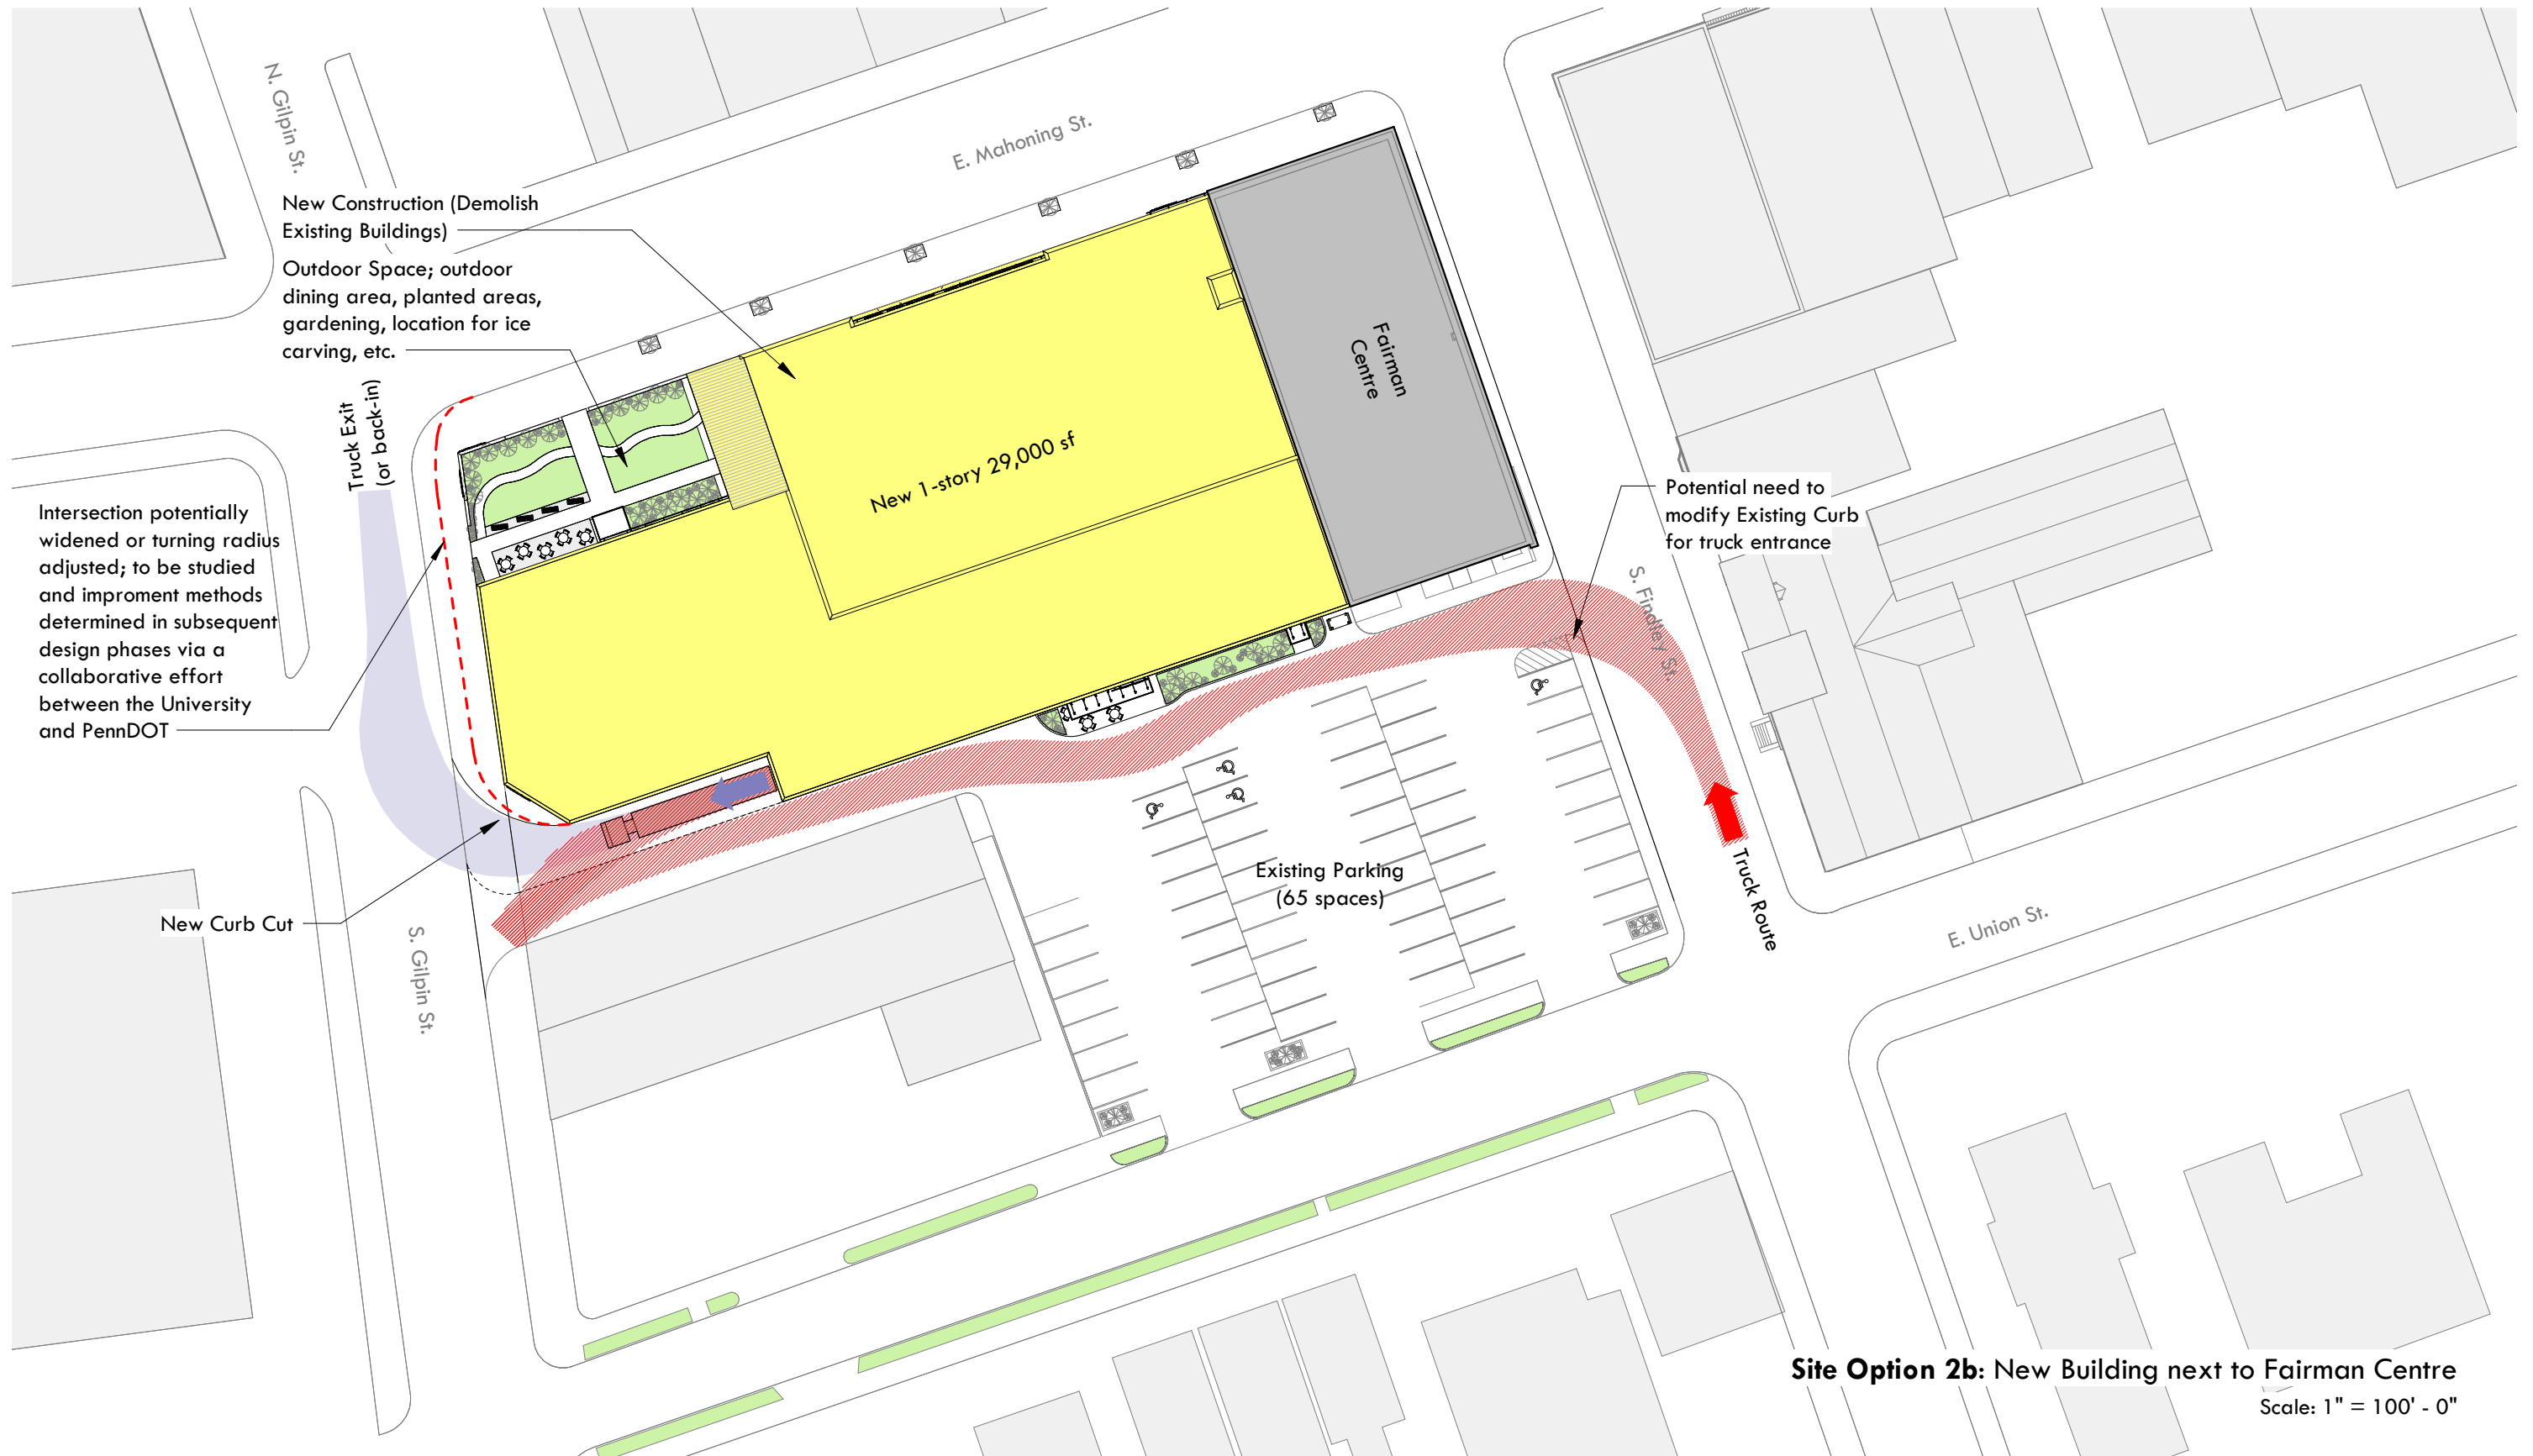 N. Gilpin St.
E. Mahoning St.
New Construction (Demolish
Existing Buildings)
Outdoor Space; outdoor
dining area, planted areas,
gardening, location for ice
carving, etc.
Truck Exit
(or back-in)
Fairman
Centre
New 1-story 29,000 sf
Intersection potentially
widened or turning radius
adjusted; to be studied
and improment methods
determined in subsequent
design phases via a
collaborative effort
between the University
and PennDOT
Potential need to
modify Existing Curb
for truck entrance
S. Findley St.
New Curb Cut
S. Gilpin St.
Existing Parking
(65 spaces)
Truck Route
E. Union St.
Site Option 2b: New Building next to Fairman Centre
Scale: 1" = 100' - 0"